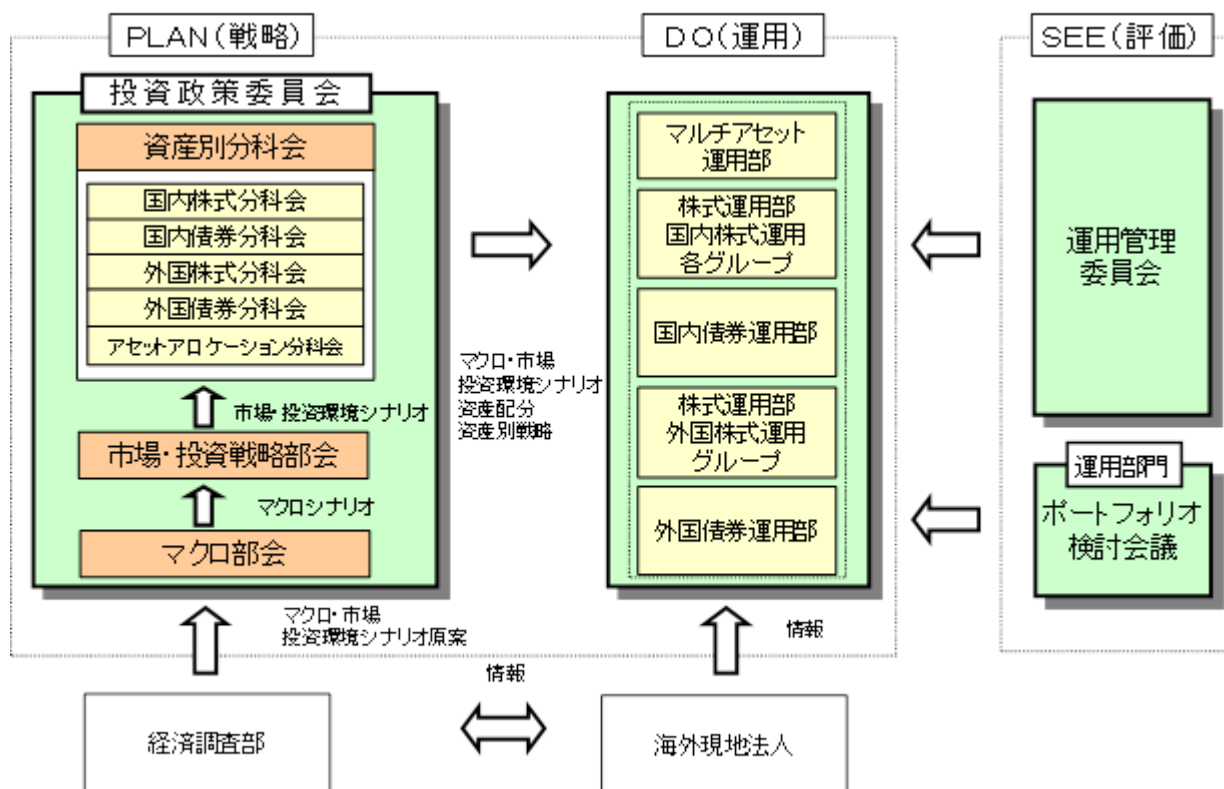 PLAN(戦略)
投資政策委員会
資産別分科会
国内株式分科会
国内債券分科会
外国株式分科会
外国債券分科会
アセットアロケーション分科会
市場・投資環境シナリオ
市場・投資戦略部会
マクロシナリオ
マクロ部会
マクロ・市場
投資環境シナリオ原案
経済調査部
マクロ・市場
投資環境シナリオ
資産配分
資産別戦略
情報
DO(運用)
マルチアセット
運用部
株式運用部
国内株式運用
各グループ
国内債券運用部
株式運用部
外国株式運用
グループ
外国債券運用部
情報
海外現地法人
SEE(評価)
運用管理
委員会
運用部門
ポートフォリオ
検討会議